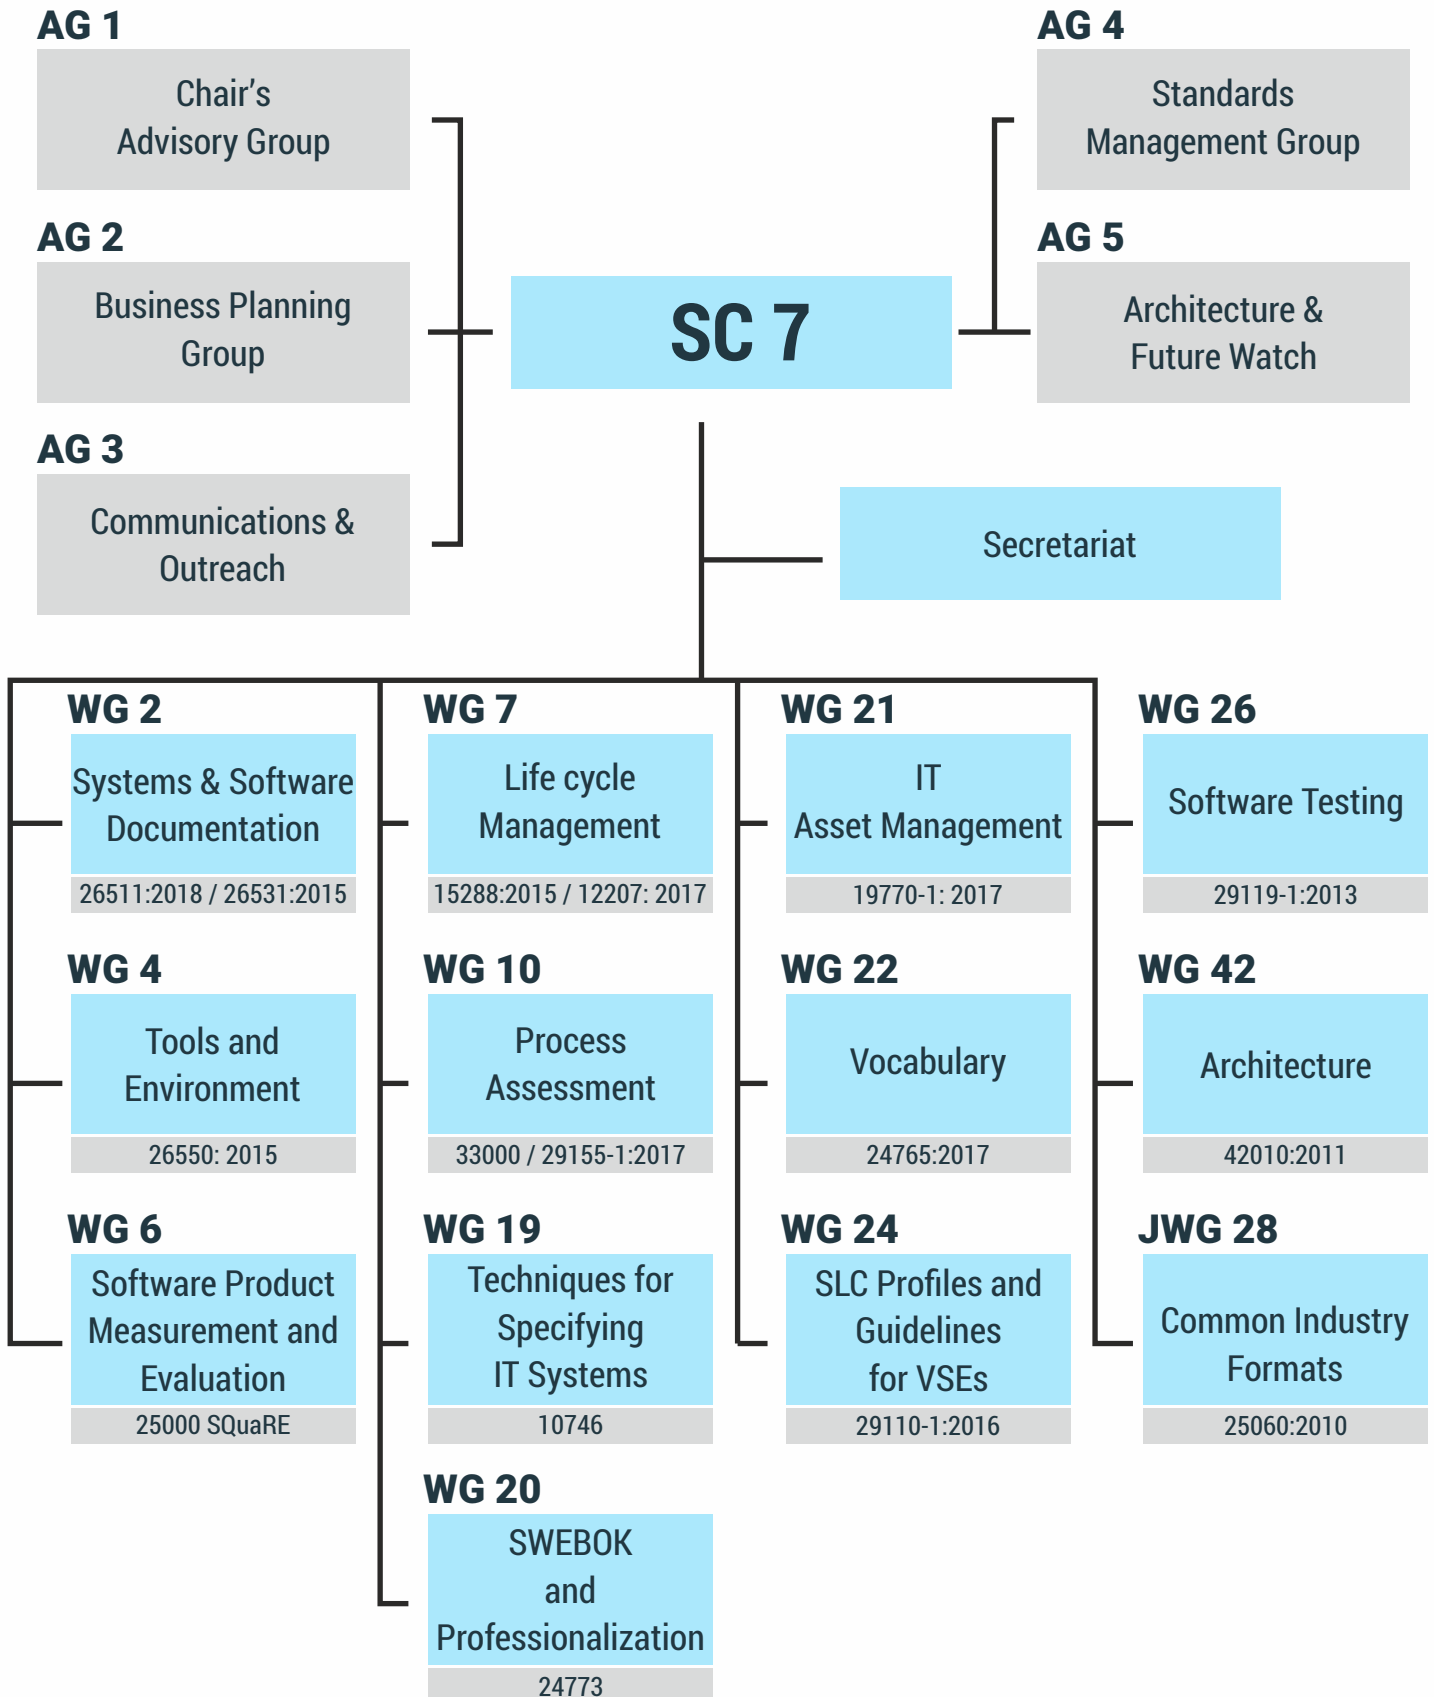 AG 1
Chair’s
Advisory Group
AG 2
Business Planning
Group
AG 3
Communications &
Outreach
SC 7
AG 4
Standards
Management Group
AG 5
Architecture &
Future Watch
Secretariat
WG 2
Systems & Software
Documentation
26511:2018 / 26531:2015
WG 4
Tools and
Environment
26550: 2015
WG 6
Software Product
Measurement and
Evaluation
25000 SQuaRE
WG 7
Life cycle
Management
15288:2015 / 12207: 2017
WG 10
Process
Assessment
33000 / 29155-1:2017
WG 19
Techniques for
Specifying
IT Systems
10746
WG 20
SWEBOK
and
Professionalization
24773
WG 21
IT
Asset Management
19770-1: 2017
WG 22
Vocabulary
24765:2017
WG 24
SLC Profiles and
Guidelines
for VSEs
29110-1:2016
WG 26
Software Testing
29119-1:2013
WG 42
Architecture
42010:2011
JWG 28
Common Industry
Formats
25060:2010